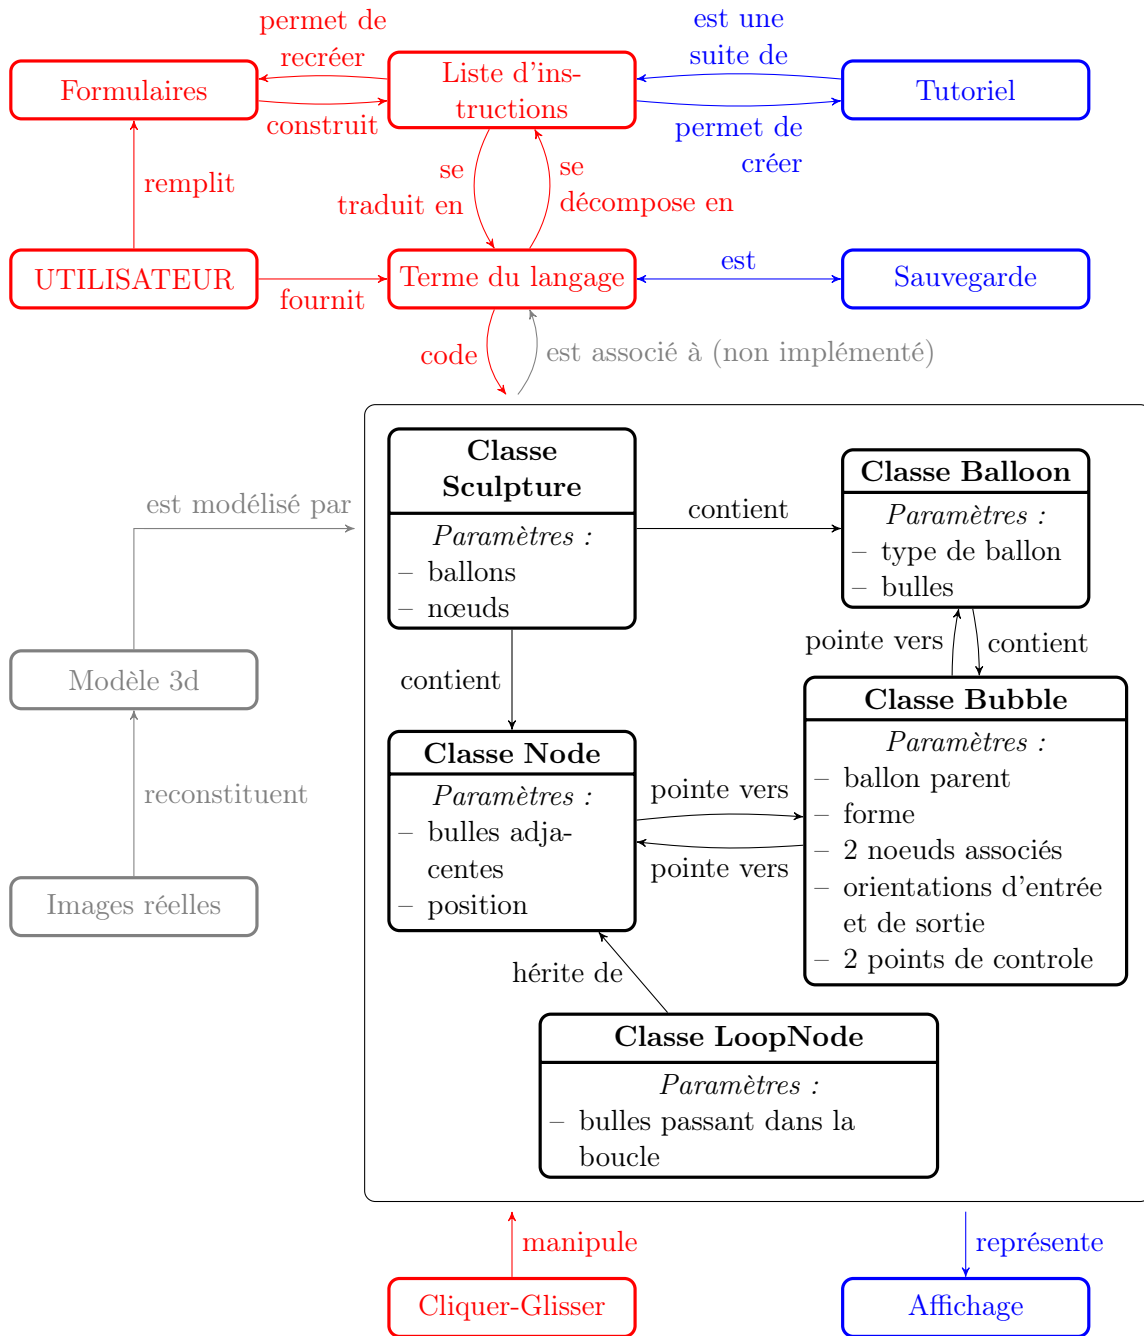 permet de
recréer
est une
suite de
Formulaires
Liste d'ins-
tructions
Tutoriel
construit
permet de
créer
remplit
se
traduit en
se
décompose en
UTILISATEUR
fournit
Terme du langage
est
Sauvegarde
code
est associé à (non implémenté)
Classe
Sculpture
Paramètres :
– ballons
– nœuds
contient
Classe Balloon
Paramètres :
– type de ballon
– bulles
est modélisé par
Modèle 3d
reconstituent
Images réelles
contient
pointe vers
contient
Classe Node
Paramètres :
– bulles adja-
centes
– position
pointe vers
pointe vers
Classe Bubble
Paramètres :
– ballon parent
– forme
– 2 noeuds associés
– orientations d'entrée
et de sortie
– 2 points de controle
hérite de
Classe LoopNode
Paramètres :
– bulles passant dans la
boucle
manipule
représente
Cliquer-Glisser
Affichage